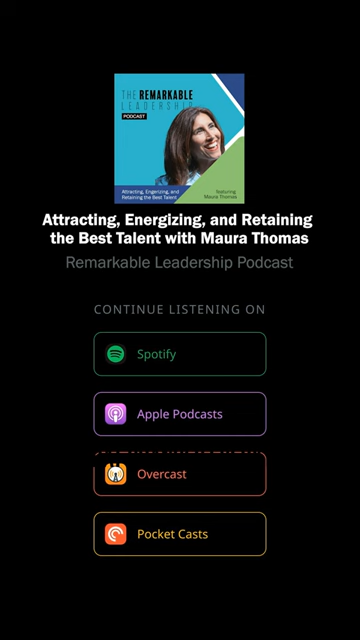 THE REMARKABLE
LEADERSHIP
PODCAST
Attracting, Engerizing, and
Retaining the Best Talent
featuring
Maura Thomas
Attracting, Energizing, and Retaining
the Best Talent with Maura Thomas
Remarkable Leadership Podcast
CONTINUE LISTENING ON
Spotify
Apple Podcasts
Overcast
Pocket Casts